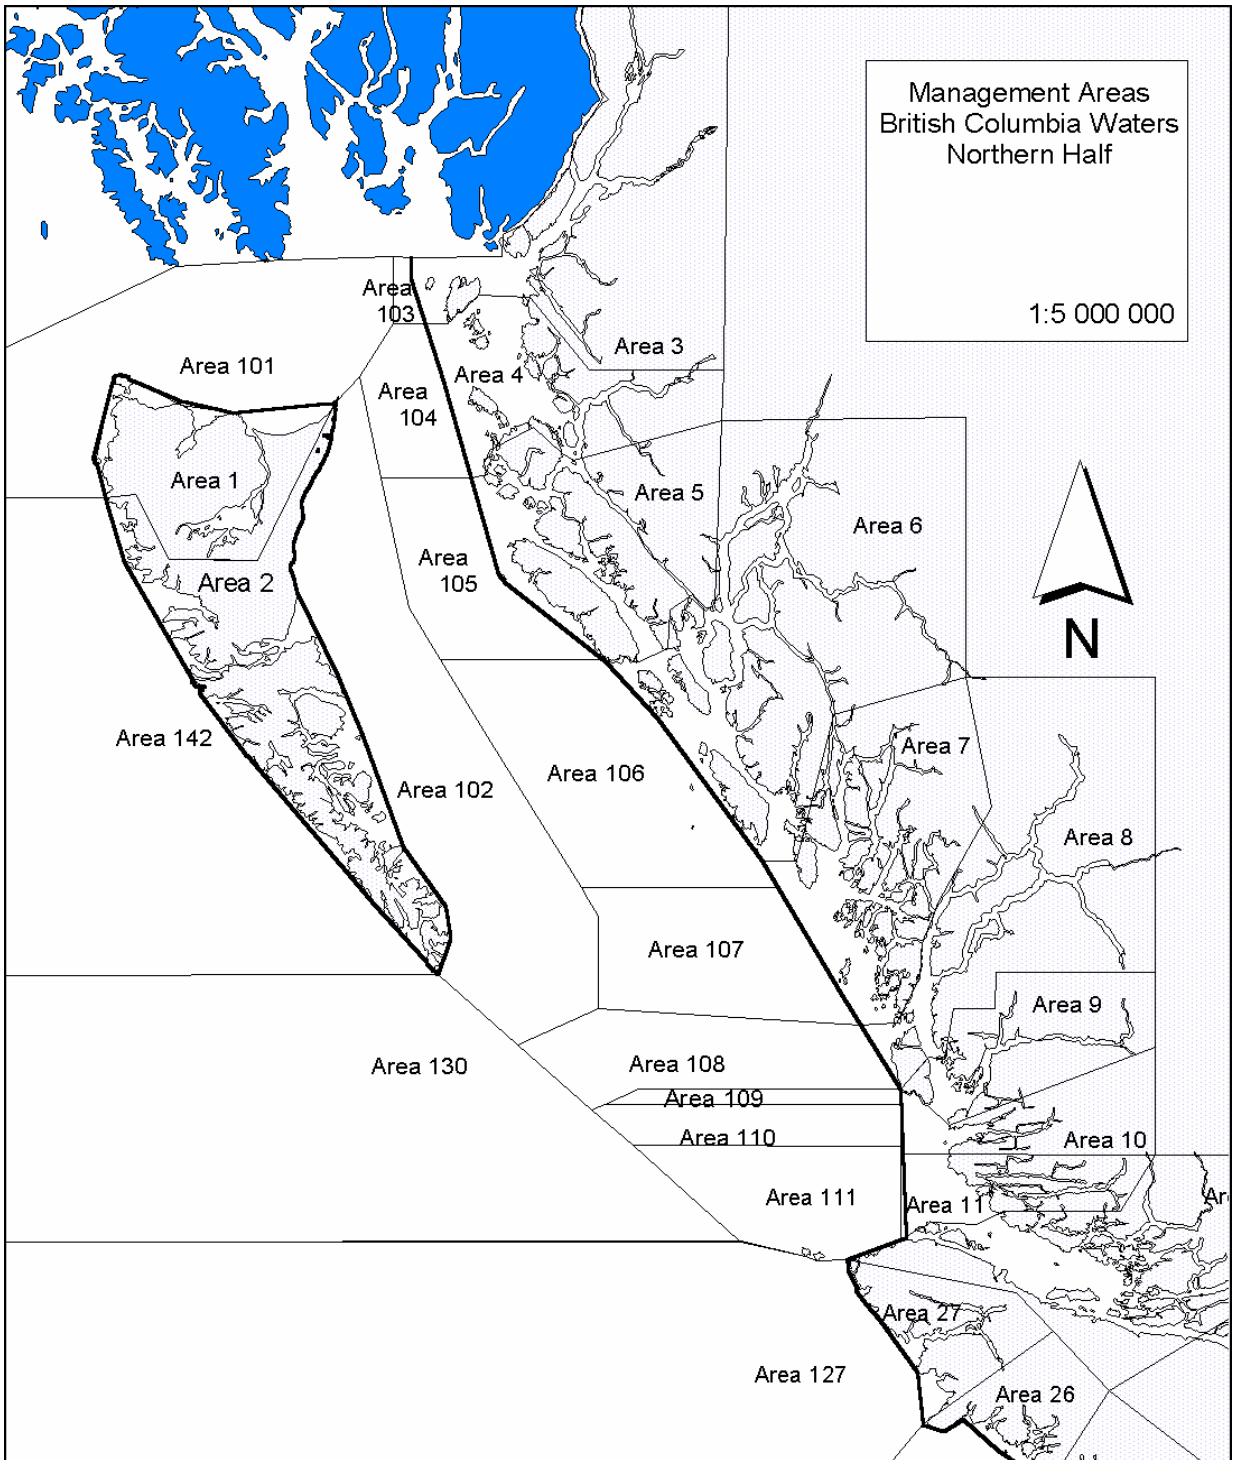 Management Areas
British Columbia Waters
Northern Half
1:5 000 000
Area
103
Area 3
Area 101
Area 4
Area
104
Area 1
Area 5
Area 6
Area
105
Area 2
Area 142
Area 7
Area 106
Area 102
Area 8
Area 107
Area 9
Area 108
Area 130
Area 109
Area 110
Area 10
Area 111
Area 11
Ar
Area 27
Area 127
Area 26
N